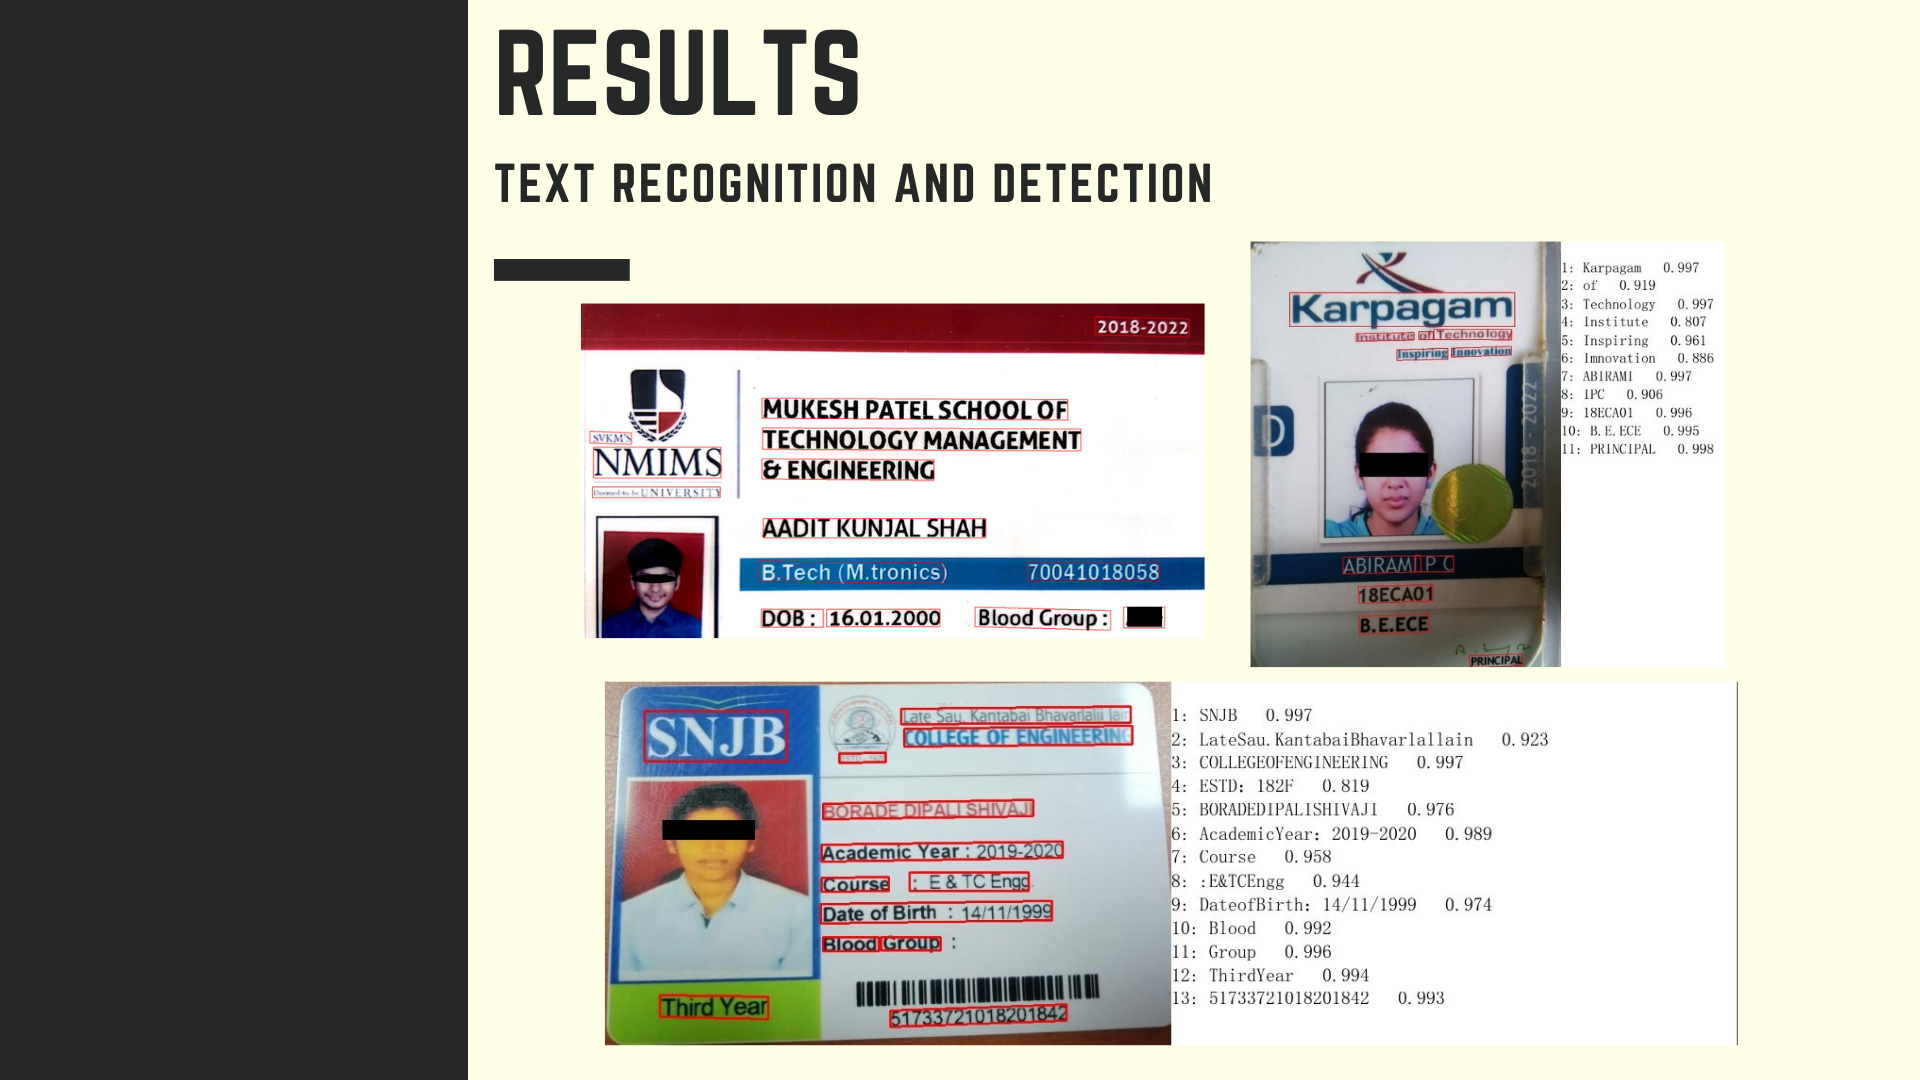 RESULTS
TEXT RECOGNITION AND DETECTION
2018-2022
SVKM'S
NMIMS
Deemed-to-be UNIVERSITY
MUKESH PATEL SCHOOL OF
TECHNOLOGY MANAGEMENT
& ENGINEERING
AADIT KUNJAL SHAH
B.Tech (M.tronics) 70041018058
DOB : 16.01.2000 Blood Group :
Karpagam
Institute of Technology
Inspiring Innovation
D
2018 - 2022
ABIRAMI P C
18ECA01
B.E.ECE
PRINCIPAL
1: Karpagam 0.997
2: of 0.919
3: Technology 0.997
4: Institute 0.807
5: Inspiring 0.961
6: Imnovation 0.886
7: ABIRAMI 0.997
8: IPC 0.906
9: 18ECA01 0.996
10: B.E.ECE 0.995
11: PRINCIPAL 0.998
SNJB
Late Sau. Kantabai Bhavarlalji Jain
COLLEGE OF ENGINEERING
BORADE DIPALI SHIVAJI
Academic Year : 2019-2020
Course : E & TC Engg.
Date of Birth : 14/11/1999
Blood Group :
Third Year
51733721018201842
1: SNJB 0.997
2: LateSau.KantabaiBhavarlallain 0.923
3: COLLEGEOFENGINEERING 0.997
4: ESTD: 182F 0.819
5: BORADEDIPALISHIVAJI 0.976
6: AcademicYear: 2019-2020 0.989
7: Course 0.958
8: :E&TCEngg 0.944
9: DateofBirth: 14/11/1999 0.974
10: Blood 0.992
11: Group 0.996
12: ThirdYear 0.994
13: 51733721018201842 0.993